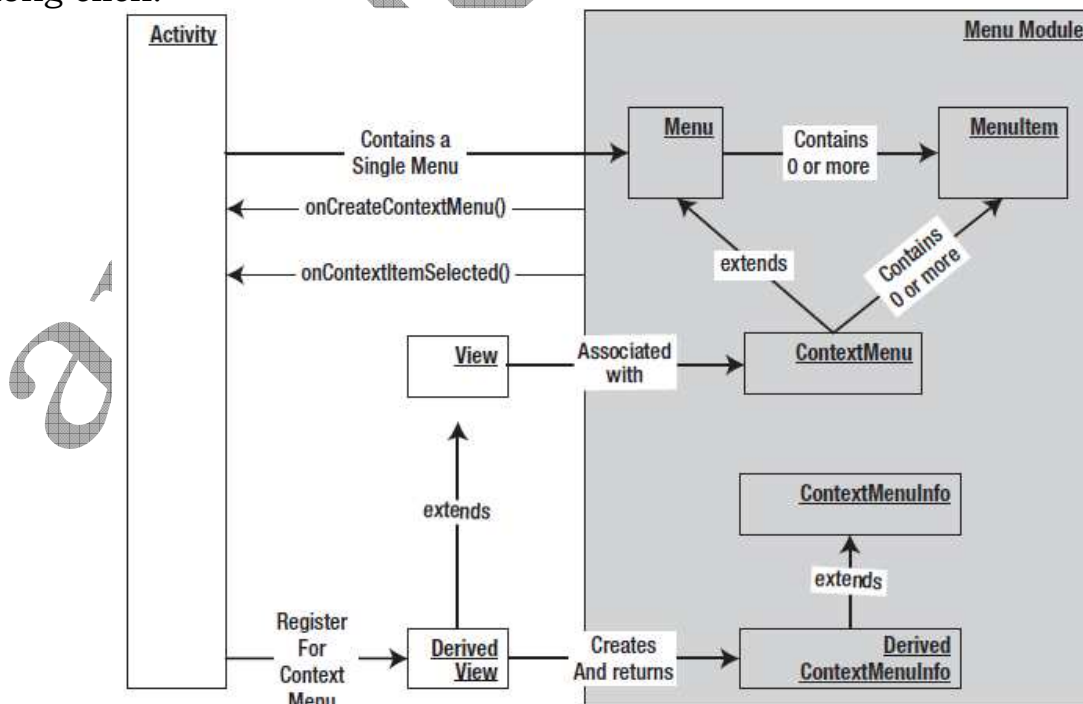 Activity
Menu Module
Contains a
Single Menu
Menu
Contains
0 or more
MenuItem
onCreateContextMenu()
onContextItemSelected()
extends
Contains
0 or more
View
Associated
with
ContextMenu
extends
ContextMenuInfo
extends
Register
For
Context
Menu
Derived
View
Creates
And returns
Derived
ContextMenuInfo